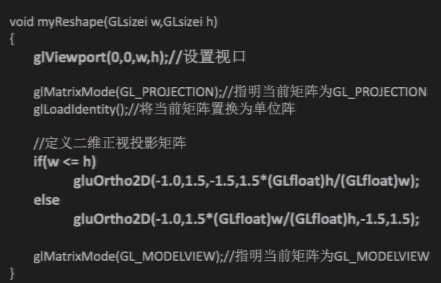 void myReshape(GLsizei w,GLsizei h)
{
glViewport(0,0,w,h);//设置视口
glMatrixMode(GL_PROJECTION);//指明当前矩阵为GL_PROJECTION
glLoadIdentity();//将当前矩阵置换为单位阵
//定义二维正视投影矩阵
if(w <= h)
gluOrtho2D(-1.0,1.5,-1.5,1.5*(GLfloat)h/(GLfloat)w);
else
gluOrtho2D(-1.0,1.5*(GLfloat)w/(GLfloat)h,-1.5,1.5);
glMatrixMode(GL_MODELVIEW);//指明当前矩阵为GL_MODELVIEW
}